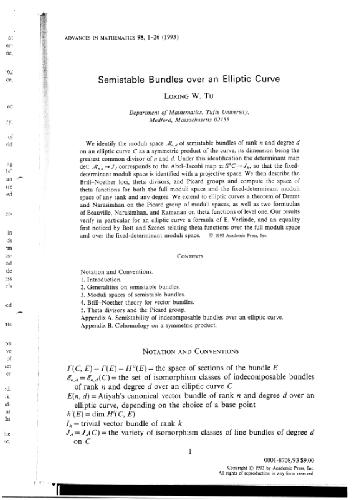 ADVANCES IN MATHEMATICS 98, 1-26 (1993)
Semistable Bundles over an Elliptic Curve
LORING W. TU
Department of Mathematics, Tufts University,
Medford, Massachusetts 02155
We identify the moduli space of semistable bundles of rank n and degree d
on an elliptic curve C as a symmetric product of the curve, its dimension being the
greatest common divisor of n and d. Under this identification the determinant map
det: corresponds to the Abel-Jacobi map so that the fixed-
determinant moduli space is identified with a projective space. We then describe the
Brill-Noether loci, theta divisors, and Picard groups and compute the space of
theta functions for both the full moduli space and the fixed-determinant moduli
space of any rank and any degree. We extend to elliptic curves a theorem of Drezet
and Narasimhan on the Picard group of moduli spaces, as well as two formulas
of Beauville, Narasimhan, and Ramanan on theta functions of level one. Our results
verify in particular for an elliptic curve a formula of E. Verlinde, and an equality
first noticed by Bott and Szenes relating theta functions over the full moduli space
and over the fixed-determinant moduli space. © 1993 Academic Press, Inc.
CONTENTS
Notation and Conventions.
1. Introduction.
2. Generalities on semistable bundles.
3. Moduli spaces of semistable bundles.
4. Brill-Noether theory for vector bundles.
5. Theta divisors and the Picard group.
Appendix A. Semistability of indecomposable bundles over an elliptic curve.
Appendix B. Cohomology on a symmetric product.
NOTATION AND CONVENTIONS
= the space of sections of the bundle E
= the set of isomorphism classes of indecomposable bundles
of rank n and degree d over an elliptic curve C
E(n, d) = Atiyah's canonical vector bundle of rank n and degree d over an
elliptic curve, depending on the choice of a base point
= trivial vector bundle of rank k
= the variety of isomorphism classes of line bundles of degree d
on C
1
0001-8708/93 $9.00
Copyright © 1993 by Academic Press, Inc.
All rights of reproduction in any form reserved.